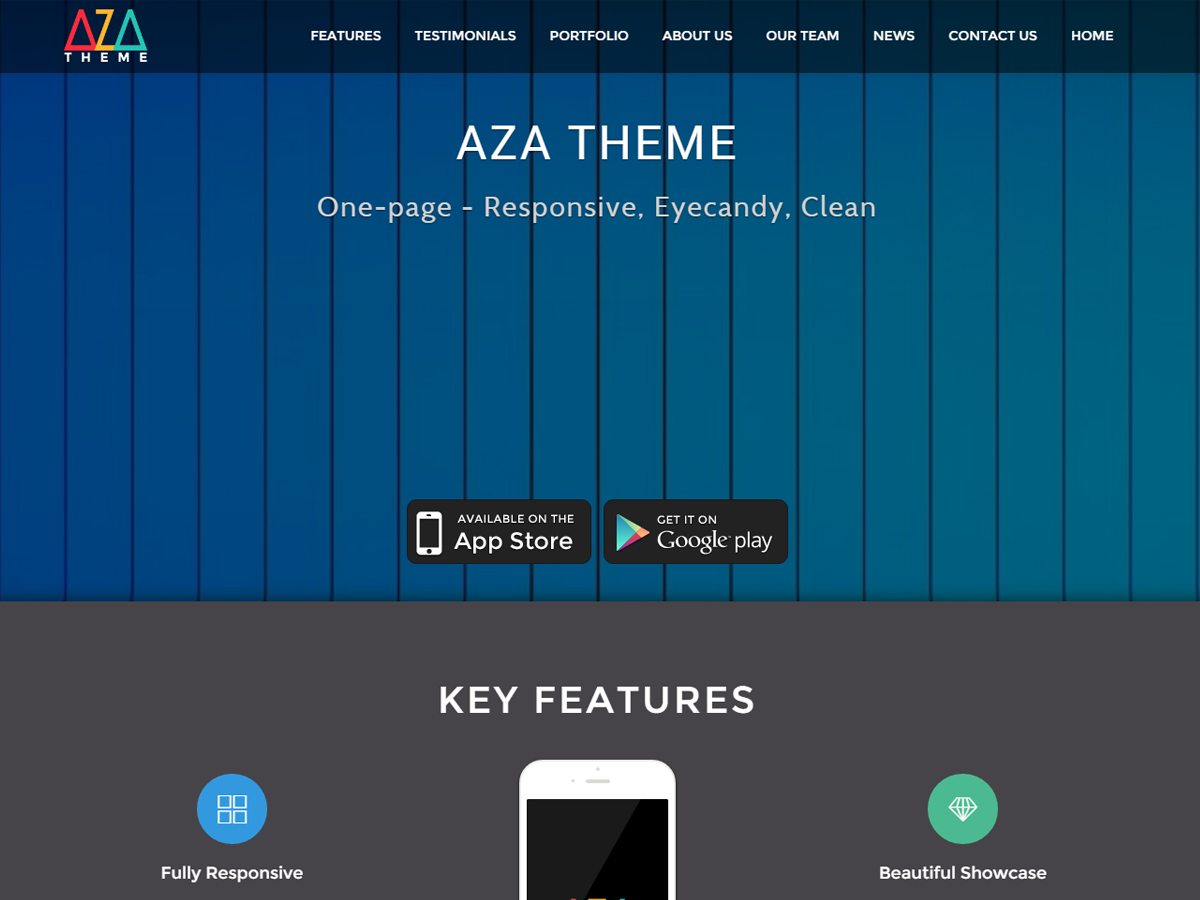 AZA
THEME
FEATURES TESTIMONIALS PORTFOLIO ABOUT US OUR TEAM NEWS CONTACT US HOME
AZA THEME
One-page - Responsive, Eyecandy, Clean
AVAILABLE ON THE
App Store
GET IT ON
Google play
KEY FEATURES
Fully Responsive
Beautiful Showcase